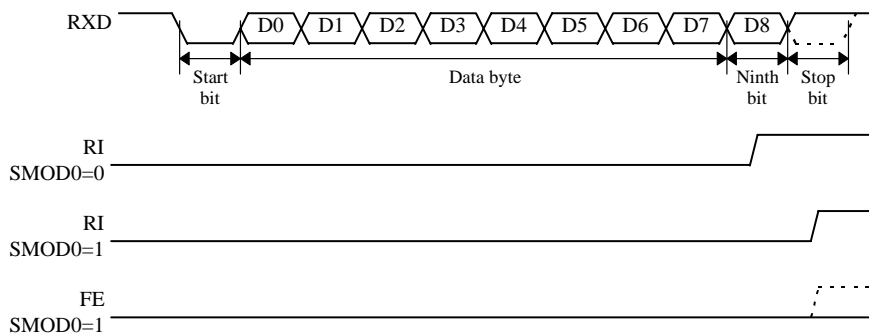 RXD D0 D1 D2 D3 D4 D5 D6 D7 D8
Start bit Data byte Ninth bit Stop bit
RI
SMOD0=0
RI
SMOD0=1
FE
SMOD0=1